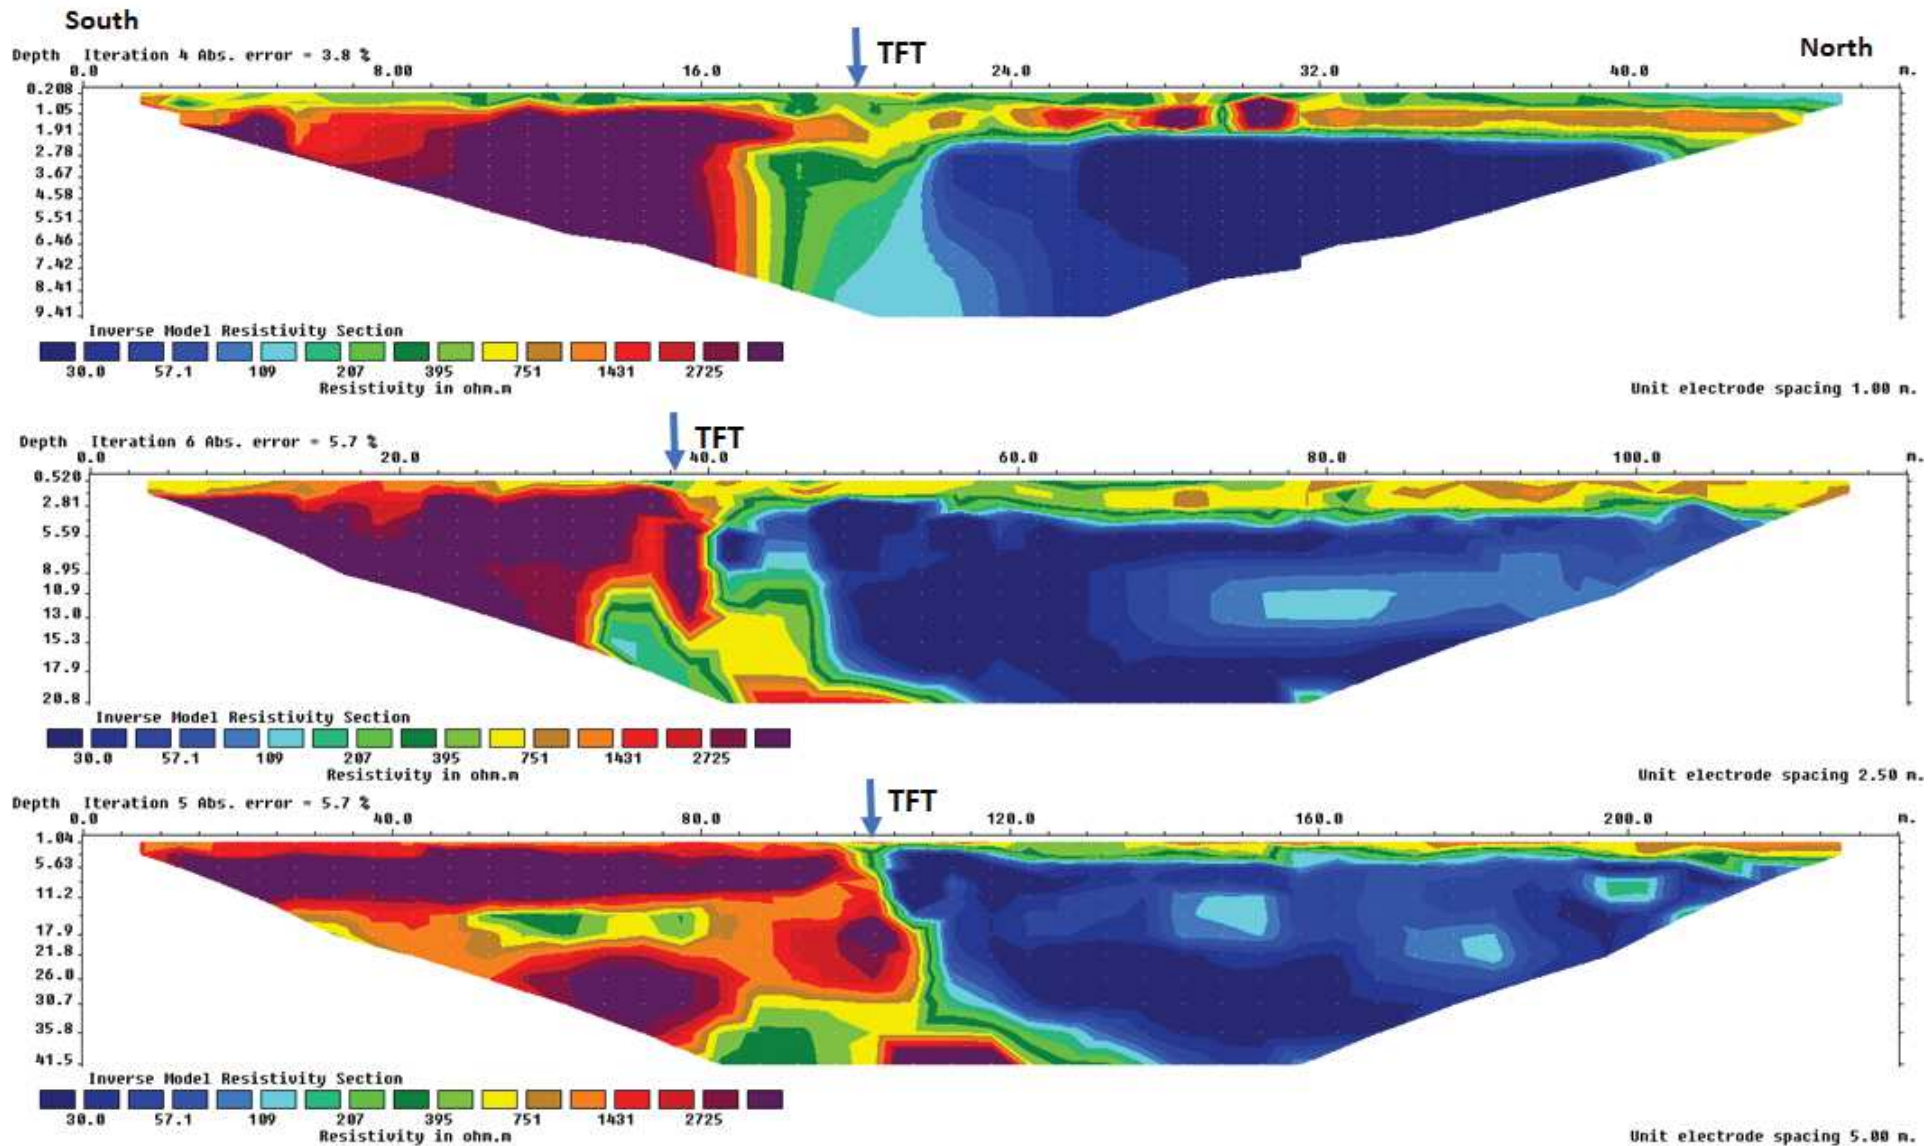 South
North
TFT
Depth Iteration 4 Abs. error = 3.8 %
0.0 8.00 16.0 24.0 32.0 40.0 m.
0.208
1.05
1.91
2.78
3.67
4.58
5.51
6.46
7.42
8.41
9.41
Inverse Model Resistivity Section
30.0 57.1 109 207 395 751 1431 2725
Resistivity in ohm.m
Unit electrode spacing 1.00 m.
TFT
Depth Iteration 6 Abs. error = 5.7 %
0.0 20.0 40.0 60.0 80.0 100.0 m.
0.520
2.81
5.59
8.95
10.9
13.0
15.3
17.9
20.8
Inverse Model Resistivity Section
30.0 57.1 109 207 395 751 1431 2725
Resistivity in ohm.m
Unit electrode spacing 2.50 m.
TFT
Depth Iteration 5 Abs. error = 5.7 %
0.0 40.0 80.0 120.0 160.0 200.0 m.
1.04
5.63
11.2
17.9
21.8
26.0
30.7
35.8
41.5
Inverse Model Resistivity Section
30.0 57.1 109 207 395 751 1431 2725
Resistivity in ohm.m
Unit electrode spacing 5.00 m.